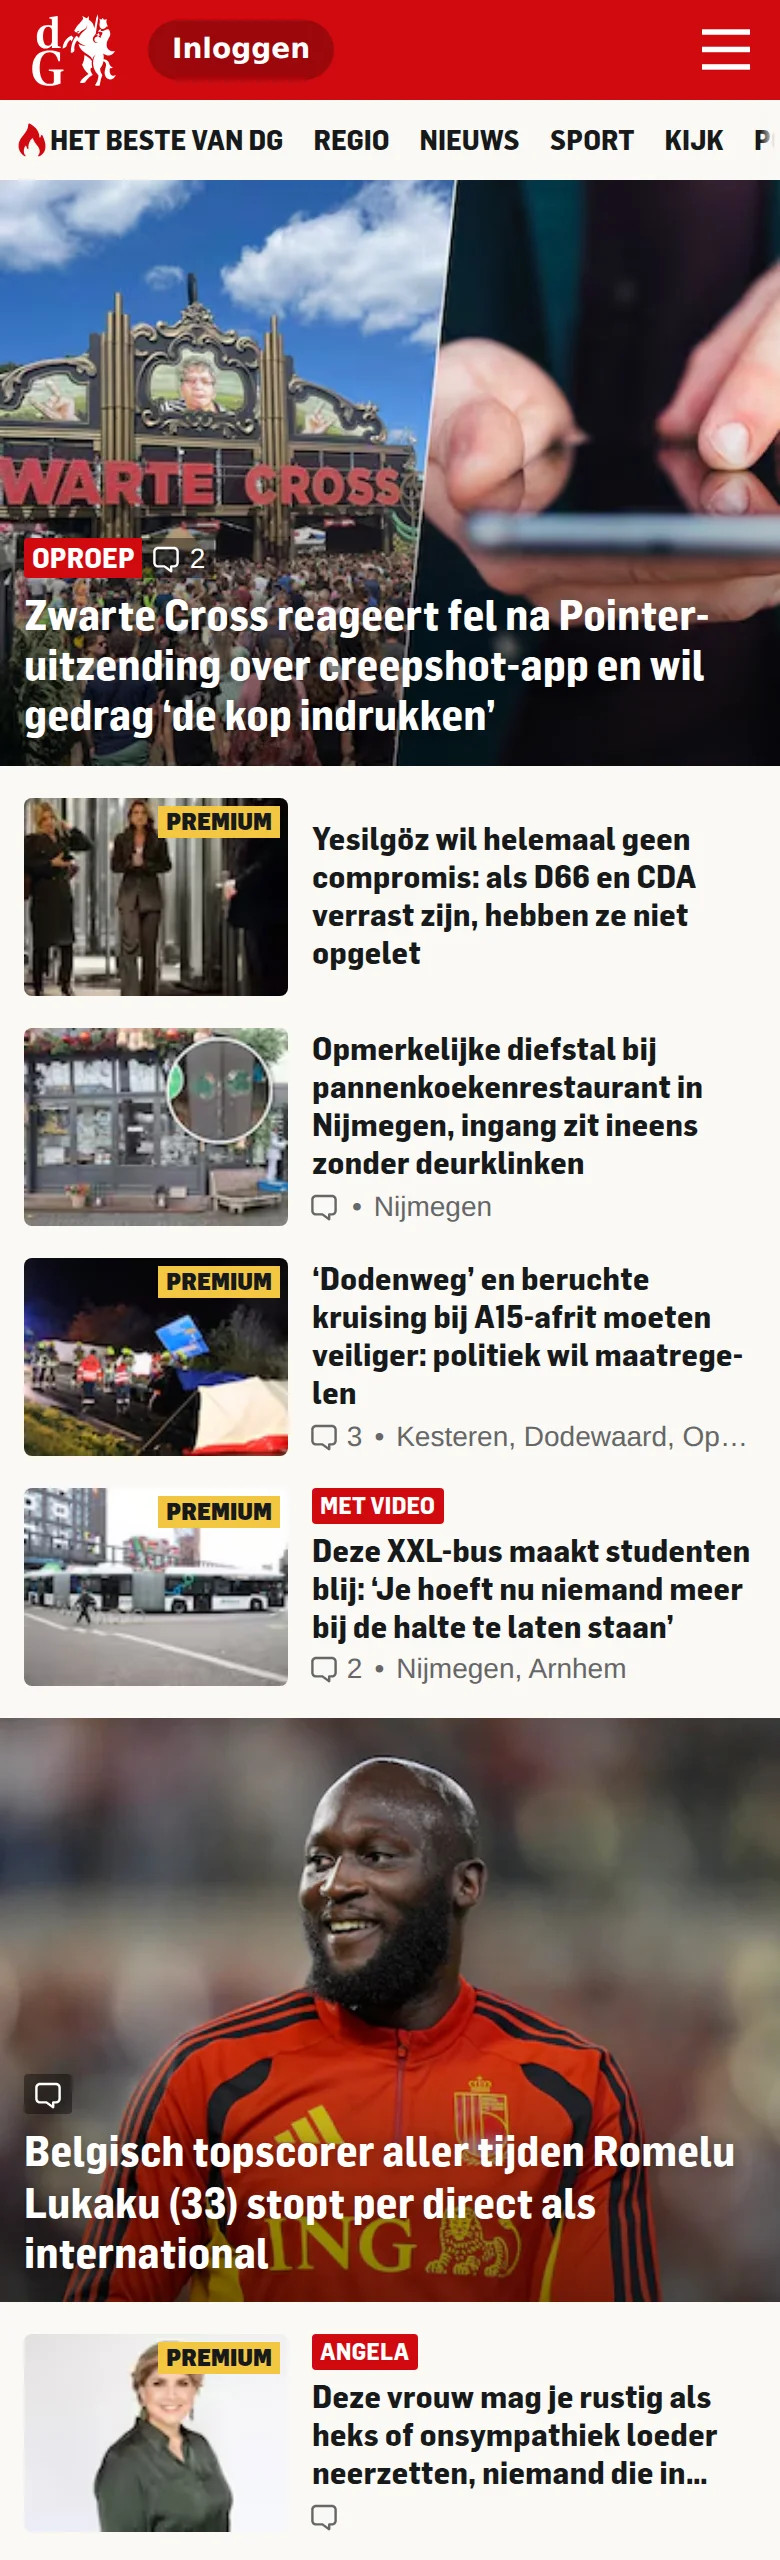 dG
Inloggen
HET BESTE VAN DG REGIO NIEUWS SPORT KIJK
WARTE CROSS
OPROEP 2
Zwarte Cross reageert fel na Pointer-
uitzending over creepshot-app en wil
gedrag ‘de kop indrukken’
PREMIUM
Yesilgöz wil helemaal geen
compromis: als D66 en CDA
verrast zijn, hebben ze niet
opgelet
Opmerkelijke diefstal bij
pannenkoekenrestaurant in
Nijmegen, ingang zit ineens
zonder deurklinken
• Nijmegen
PREMIUM
‘Dodenweg’ en beruchte
kruising bij A15-afrit moeten
veiliger: politiek wil maatrege-
len
3 • Kesteren, Dodewaard, Op...
PREMIUM
MET VIDEO
Deze XXL-bus maakt studenten
blij: ‘Je hoeft nu niemand meer
bij de halte te laten staan’
2 • Nijmegen, Arnhem
Belgisch topscorer aller tijden Romelu
Lukaku (33) stopt per direct als
international
ING
PREMIUM
ANGELA
Deze vrouw mag je rustig als
heks of onsympathiek loeder
neerzetten, niemand die in...